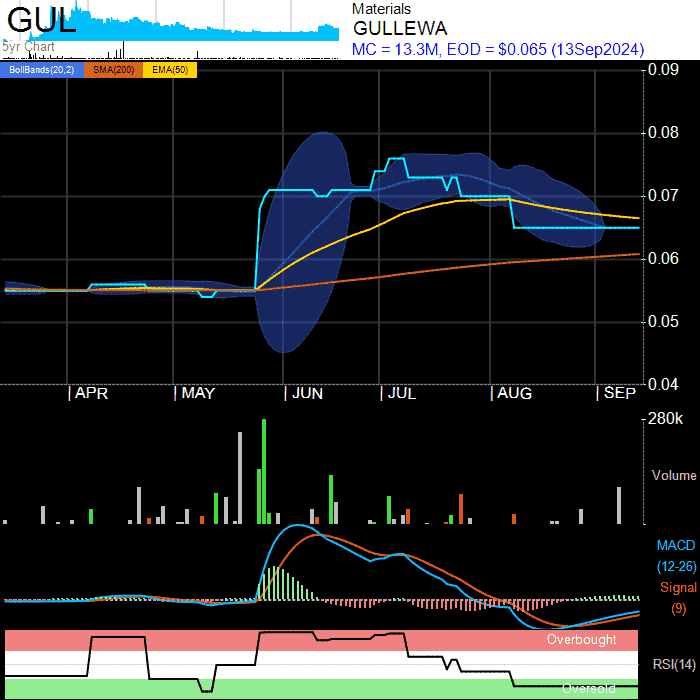 GUL
5yr Chart
Materials
GULLEWA
MC = 13.3M, EOD = $0.065 (13Sep2024)
BollBands(20,2) SMA(200) EMA(50)
0.09
0.08
0.07
0.06
0.05
0.04
APR MAY JUN JUL AUG SEP
280k
Volume
MACD
(12-26)
Signal
(9)
Overbought
RSI(14)
Oversold